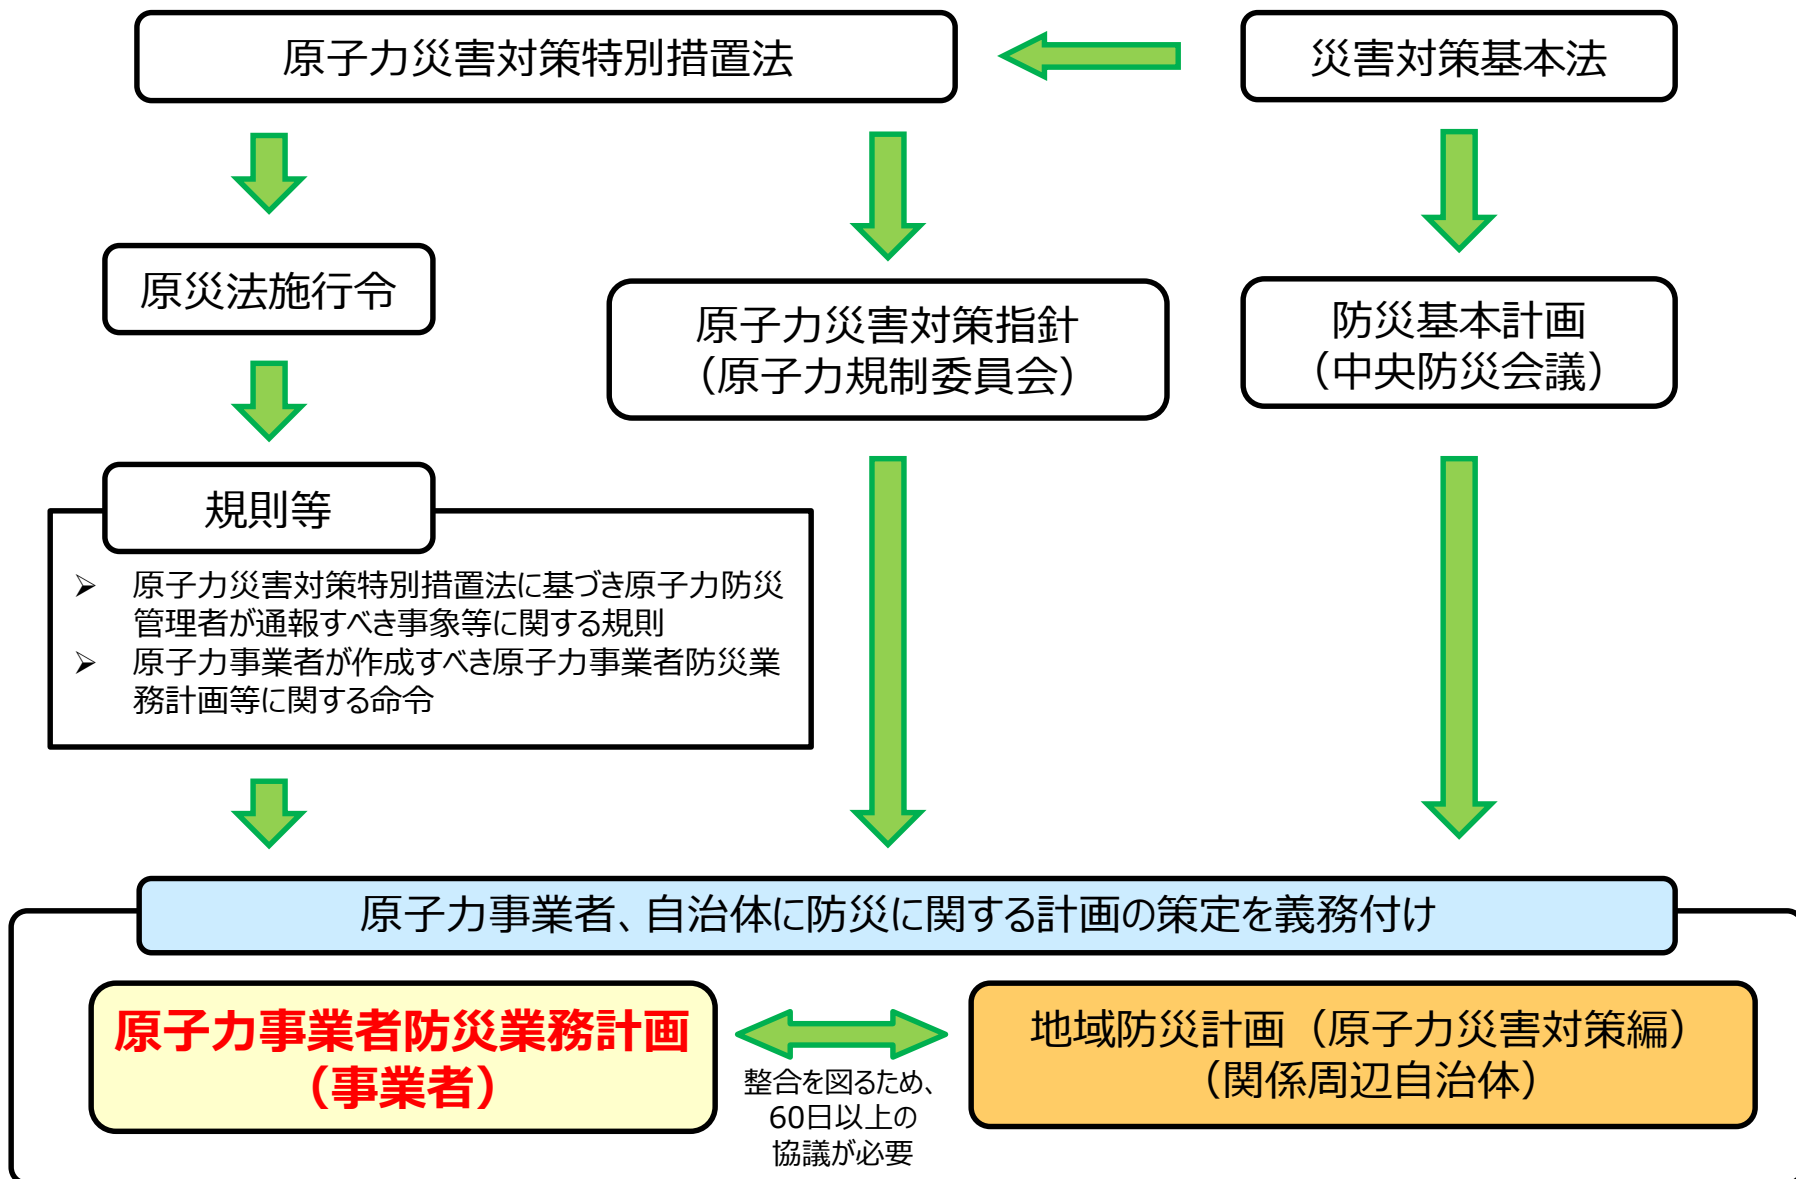 原子力災害対策特別措置法
災害対策基本法
原災法施行令
原子力災害対策指針
（原子力規制委員会）
防災基本計画
（中央防災会議）
規則等
➢ 原子力災害対策特別措置法に基づき原子力防災
管理者が通報すべき事象等に関する規則
➢ 原子力事業者が作成すべき原子力事業者防災業
務計画等に関する命令
原子力事業者、自治体に防災に関する計画の策定を義務付け
原子力事業者防災業務計画
（事業者）
整合を図るため、
60日以上の
協議が必要
地域防災計画（原子力災害対策編）
（関係周辺自治体）